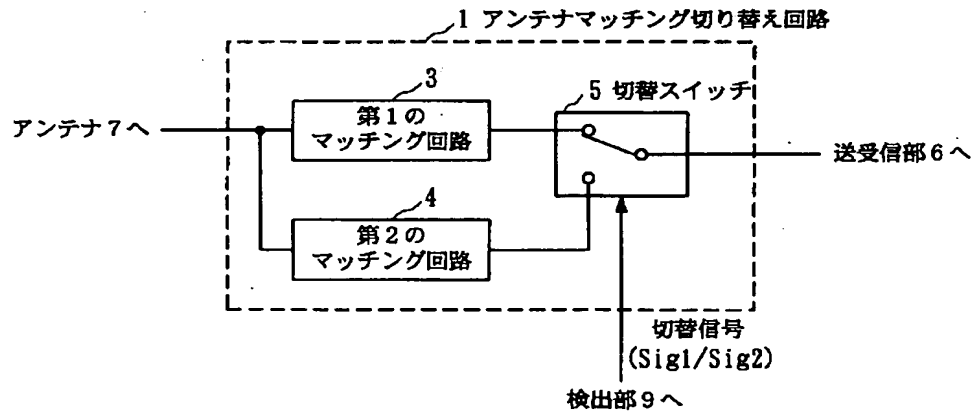 1 アンテナマッチング切り替え回路
3
5 切替スイッチ
第1の
マッチング回路
アンテナ7へ
送受信部6へ
4
第2の
マッチング回路
切替信号
(Sig1/Sig2)
検出部9へ